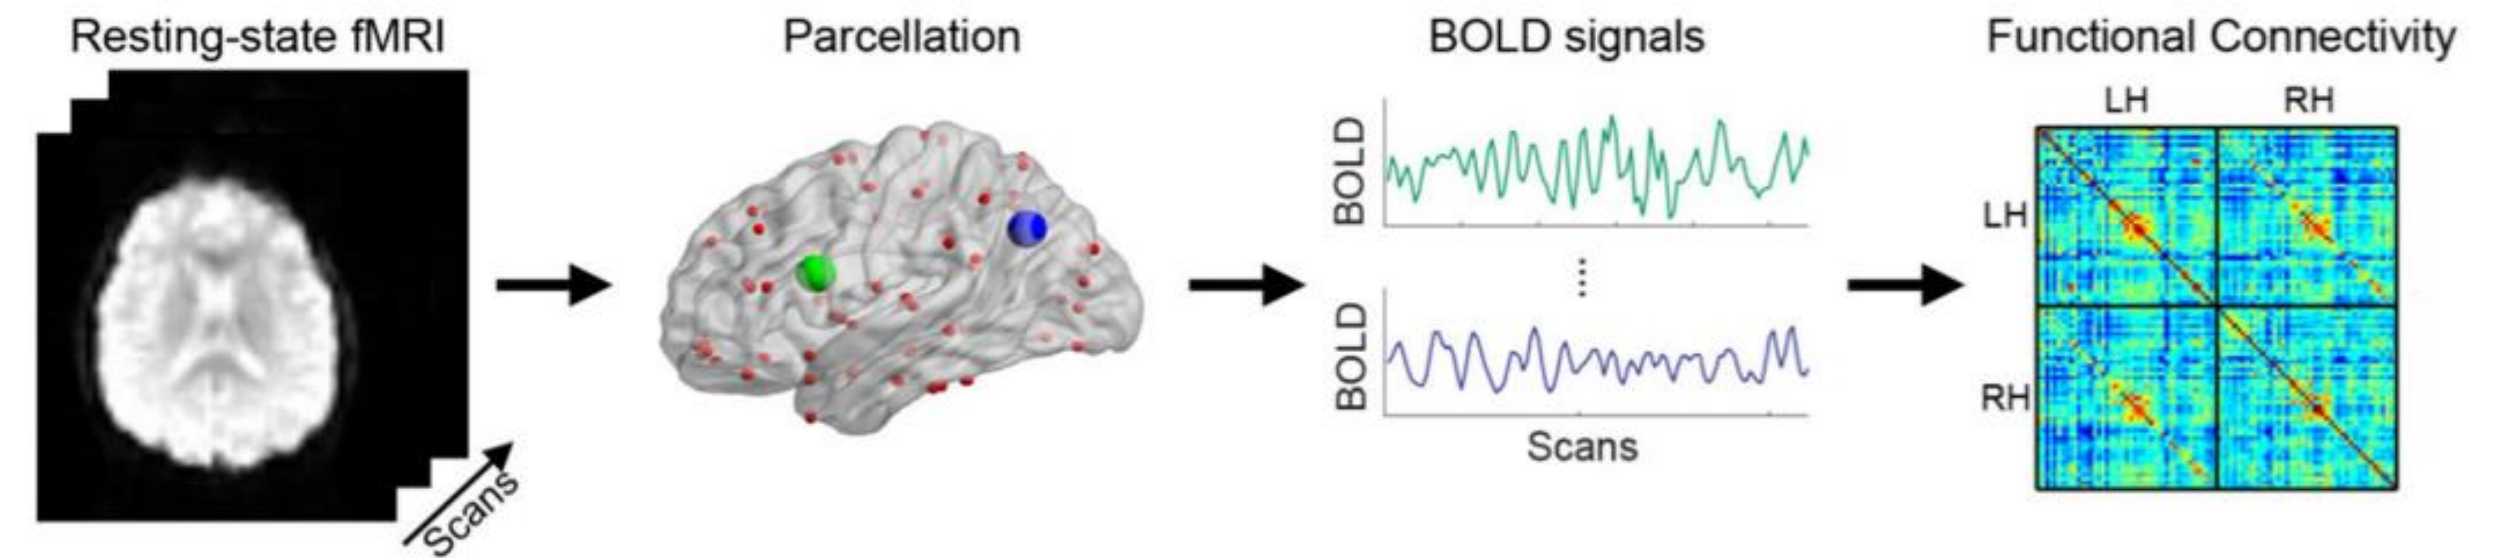 Resting-state fMRI
Scans
Parcellation
BOLD signals
BOLD
BOLD
Scans
Functional Connectivity
LH RH
LH
RH